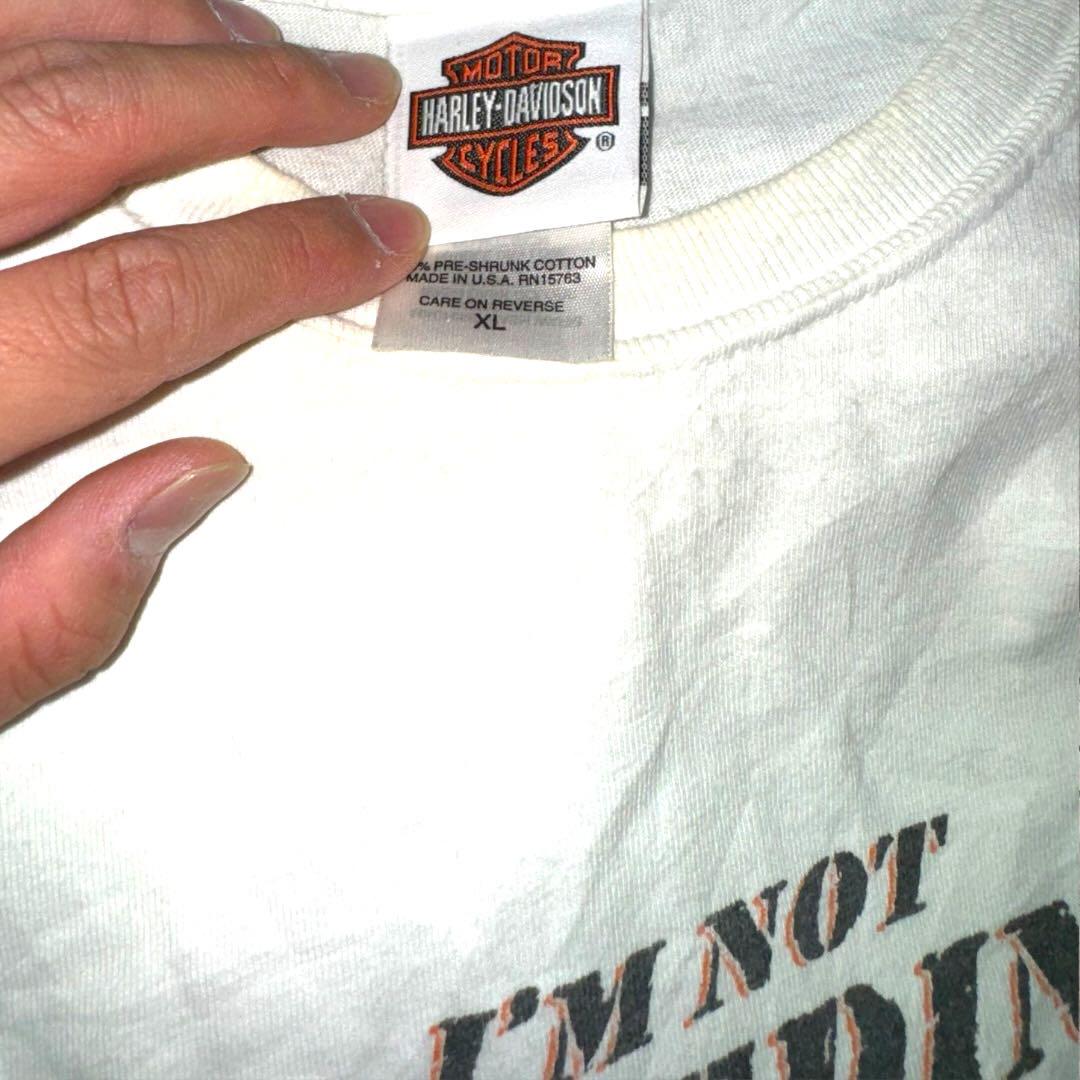 MOTOR
HARLEY-DAVIDSON
CYCLES
®
% PRE-SHRUNK COTTON
MADE IN U.S.A. RN15763
CARE ON REVERSE
XL
I'M NOT